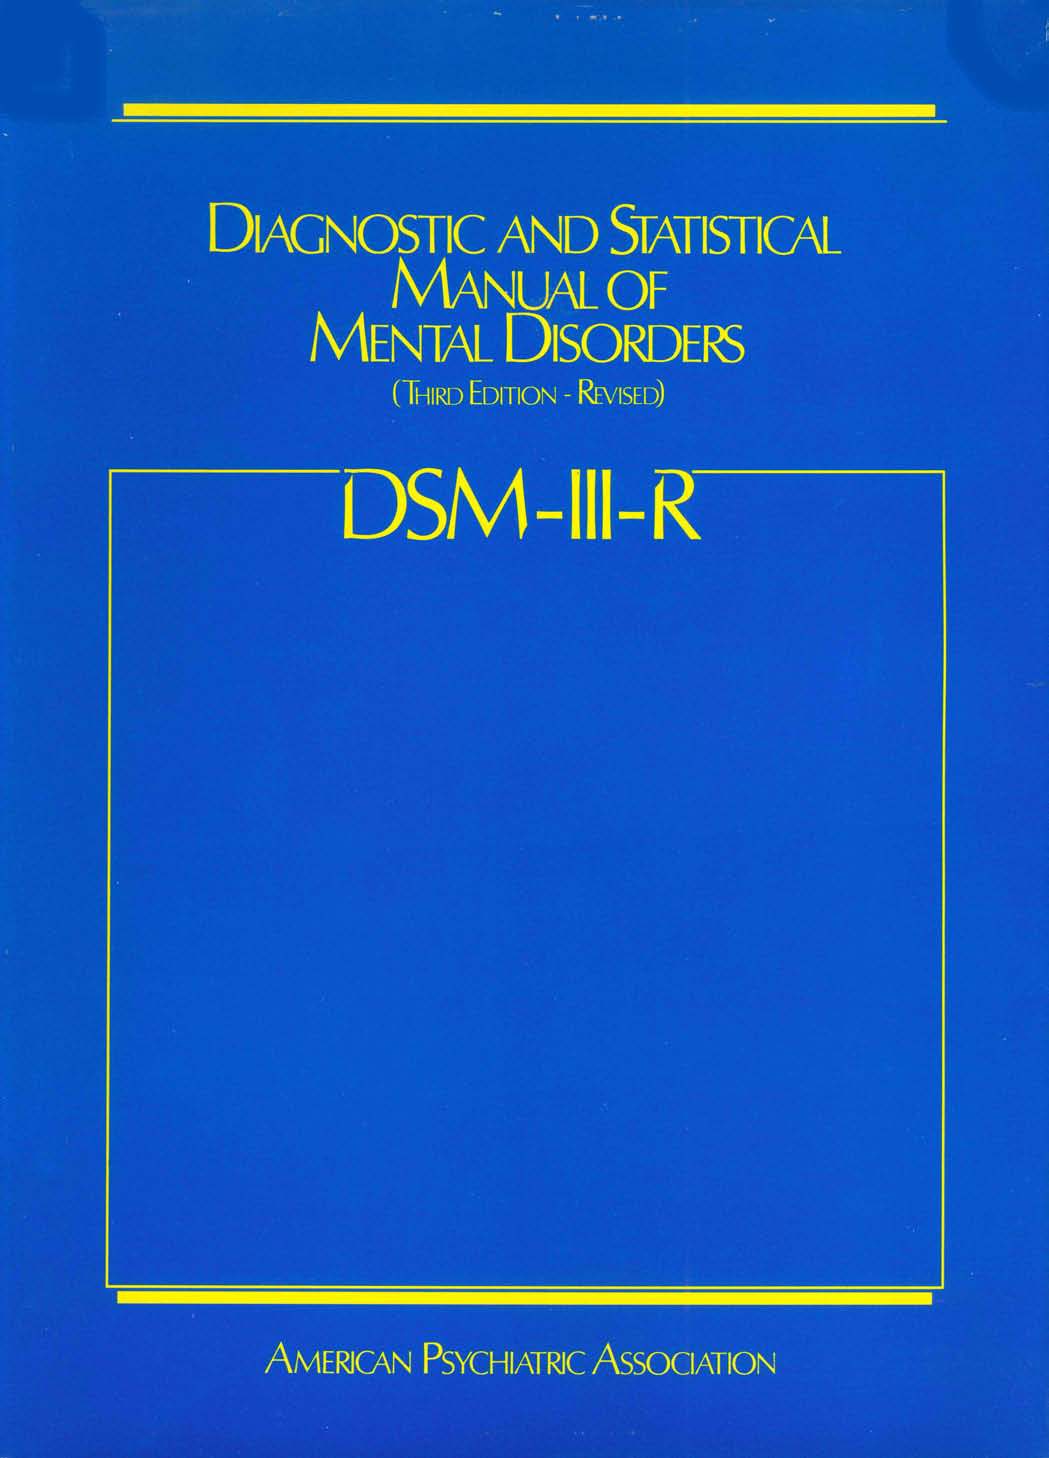 DIAGNOSTIC AND STATISTICAL
MANUAL OF
MENTAL DISORDERS
(THIRD EDITION - REVISED)
DSM-III-R
AMERICAN PSYCHIATRIC ASSOCIATION